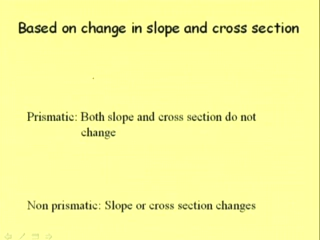 Based on change in slope and cross section
Prismatic: Both slope and cross section do not
change
Non prismatic: Slope or cross section changes